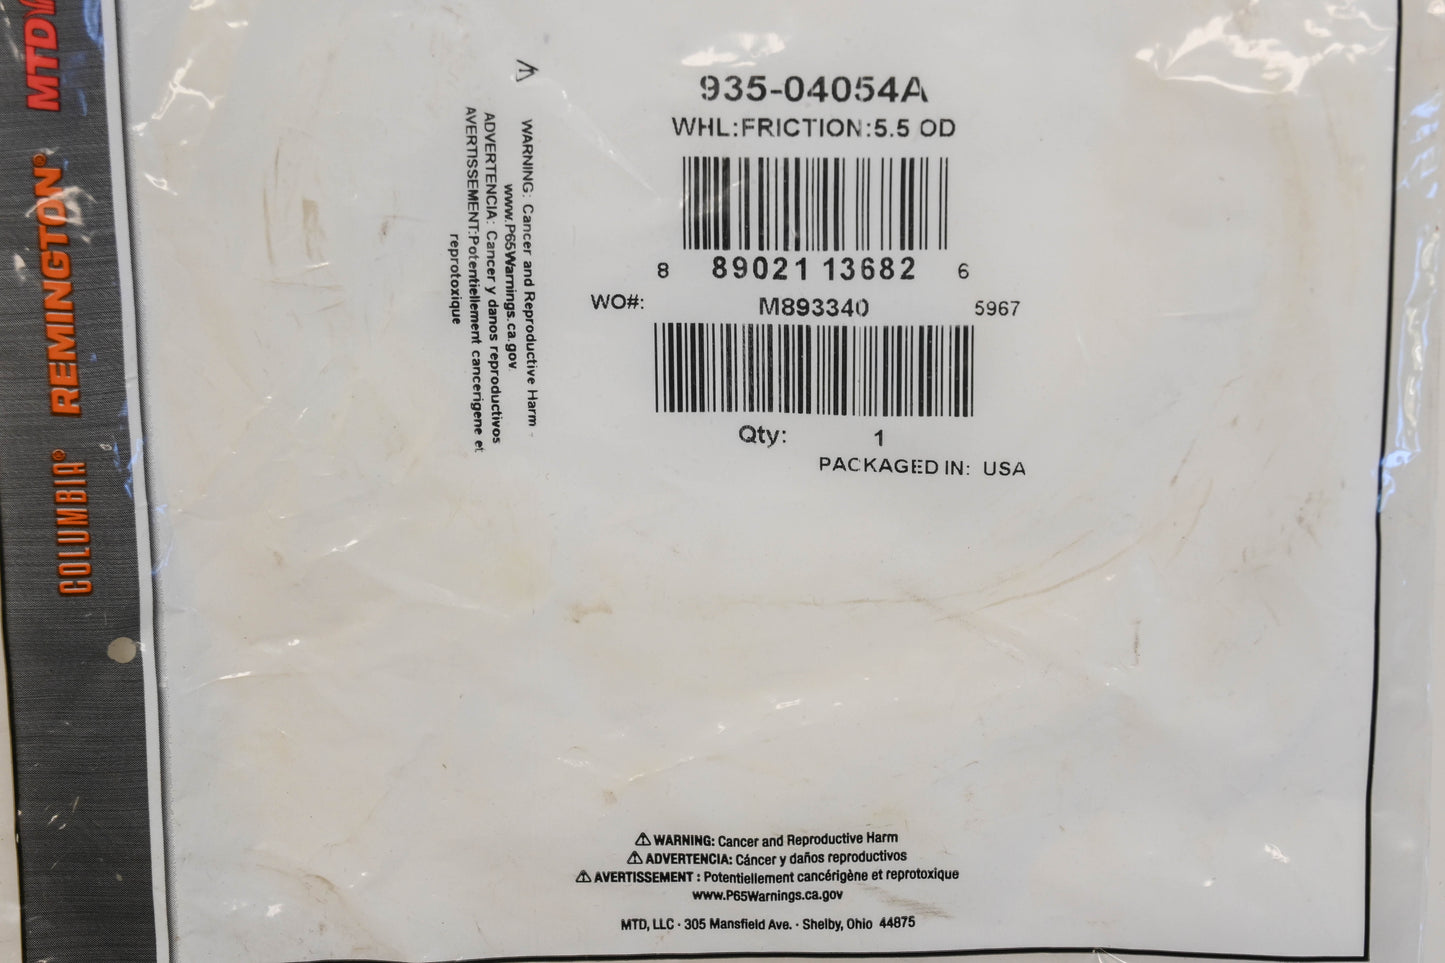 MTD
REMINGTON®
COLUMBIA®
935-04054A
WHL:FRICTION:5.5 OD
8 89021 13682 6
WO#: M893340 5967
Qty: 1
PACKAGED IN: USA
WARNING: Cancer and Reproductive Harm -
www.P65Warnings.ca.gov.
ADVERTENCIA: Cancer y danos reproductivos
AVERTISSEMENT:Potentiellement cancerigene et
reprotoxique
WARNING: Cancer and Reproductive Harm
ADVERTENCIA: Cáncer y daños reproductivos
AVERTISSEMENT : Potentiellement cancérigène et reprotoxique
www.P65Warnings.ca.gov
MTD, LLC · 305 Mansfield Ave. · Shelby, Ohio 44875